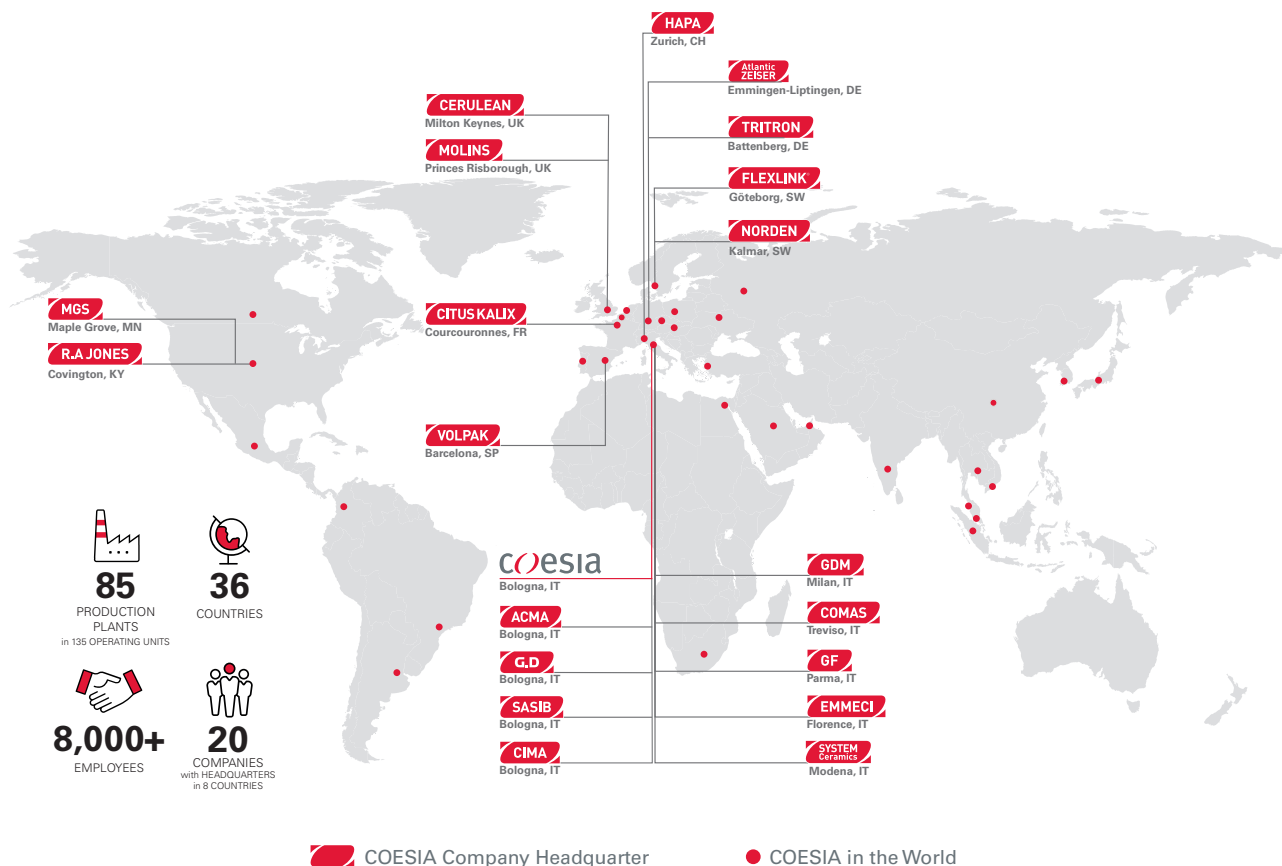 HAPA
Zurich, CH
Atlantic
ZEISER
Emmingen-Liptingen, DE
CERULEAN
Milton Keynes, UK
TRITRON
Battenberg, DE
MOLINS
Princes Risborough, UK
FLEXLINK®
Göteborg, SW
NORDEN
Kalmar, SW
MGS
Maple Grove, MN
R.A JONES
Covington, KY
CITUS KALIX
Courcouronnes, FR
VOLPAK
Barcelona, SP
85
PRODUCTION
PLANTS
in 135 OPERATING UNITS
36
COUNTRIES
8,000+
EMPLOYEES
20
COMPANIES
with HEADQUARTERS
in 8 COUNTRIES
coesia
Bologna, IT
ACMA
Bologna, IT
G.D
Bologna, IT
SASIB
Bologna, IT
CIMA
Bologna, IT
GDM
Milan, IT
COMAS
Treviso, IT
GF
Parma, IT
EMMECI
Florence, IT
SYSTEM
Ceramics
Modena, IT
COESIA Company Headquarter
COESIA in the World